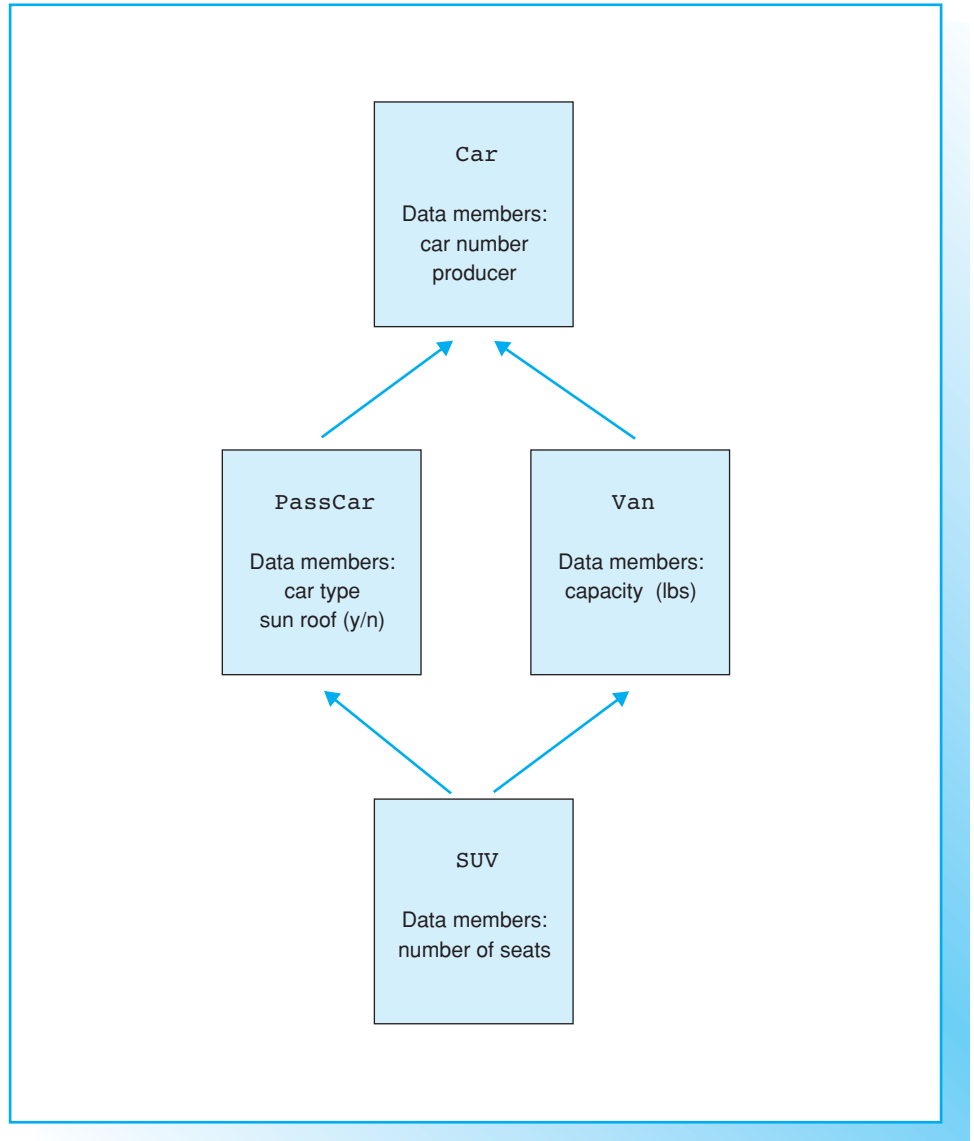 Car
Data members:
car number
producer
PassCar
Data members:
car type
sun roof (y/n)
Van
Data members:
capacity (lbs)
SUV
Data members:
number of seats